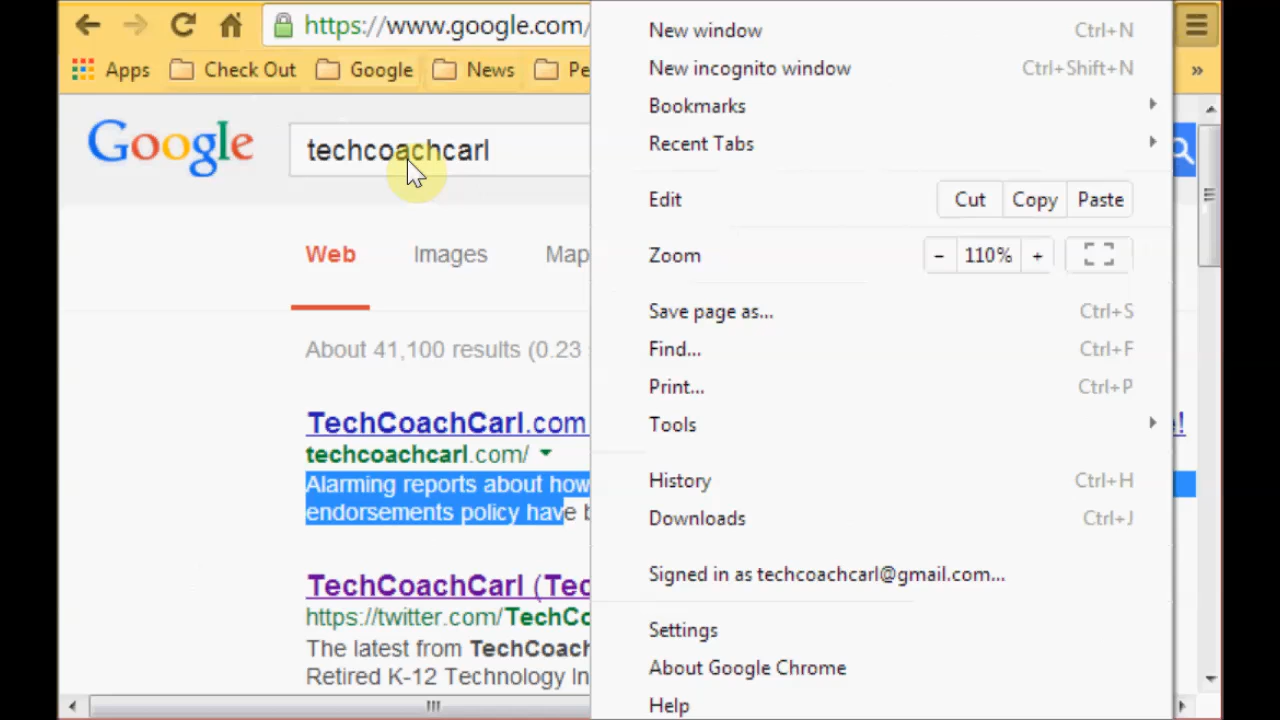 https://www.google.com/
Apps Check Out Google News Pe »
Google techcoachcarl
Web Images Map
About 41,100 results (0.23
TechCoachCarl.com !
techcoachcarl.com/
Alarming reports about how
endorsements policy have b
TechCoachCarl (Te
https://twitter.com/TechCo
The latest from TechCoach
Retired K-12 Technology In
New window Ctrl+N
New incognito window Ctrl+Shift+N
Bookmarks
Recent Tabs
Edit Cut Copy Paste
Zoom - 110% +
Save page as... Ctrl+S
Find... Ctrl+F
Print... Ctrl+P
Tools
History Ctrl+H
Downloads Ctrl+J
Signed in as techcoachcarl@gmail.com...
Settings
About Google Chrome
Help